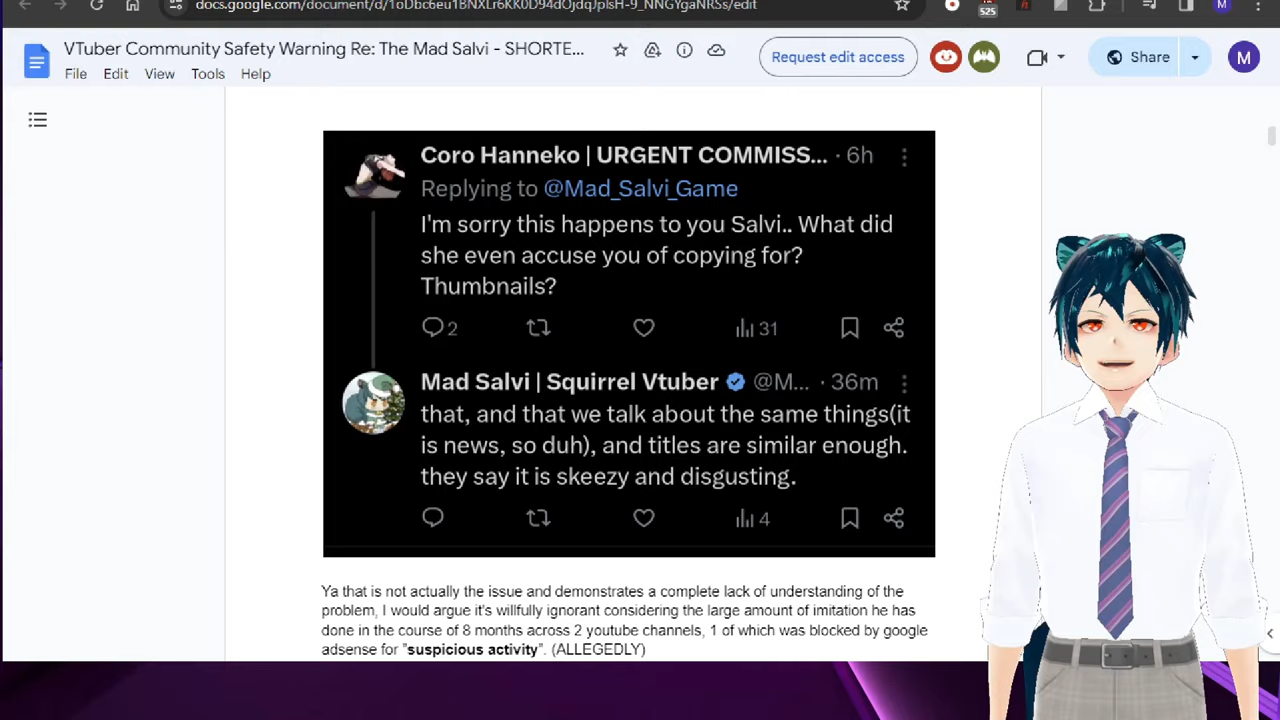 docs.google.com/document/d/1oDbc6eu1BNXLr6KK0D94dOjdqJplsH-9_NNGYgaNRSs/edit
525
M
VTuber Community Safety Warning Re: The Mad Salvi - SHORTE...
File Edit View Tools Help
Request edit access
Share
M
Coro Hanneko | URGENT COMMISS... · 6h
Replying to @Mad_Salvi_Game
I'm sorry this happens to you Salvi.. What did
she even accuse you of copying for?
Thumbnails?
2 31
Mad Salvi | Squirrel Vtuber @M... · 36m
that, and that we talk about the same things(it
is news, so duh), and titles are similar enough.
they say it is skeezy and disgusting.
4
Ya that is not actually the issue and demonstrates a complete lack of understanding of the
problem, I would argue it's willfully ignorant considering the large amount of imitation he has
done in the course of 8 months across 2 youtube channels, 1 of which was blocked by google
adsense for "suspicious activity". (ALLEGEDLY)